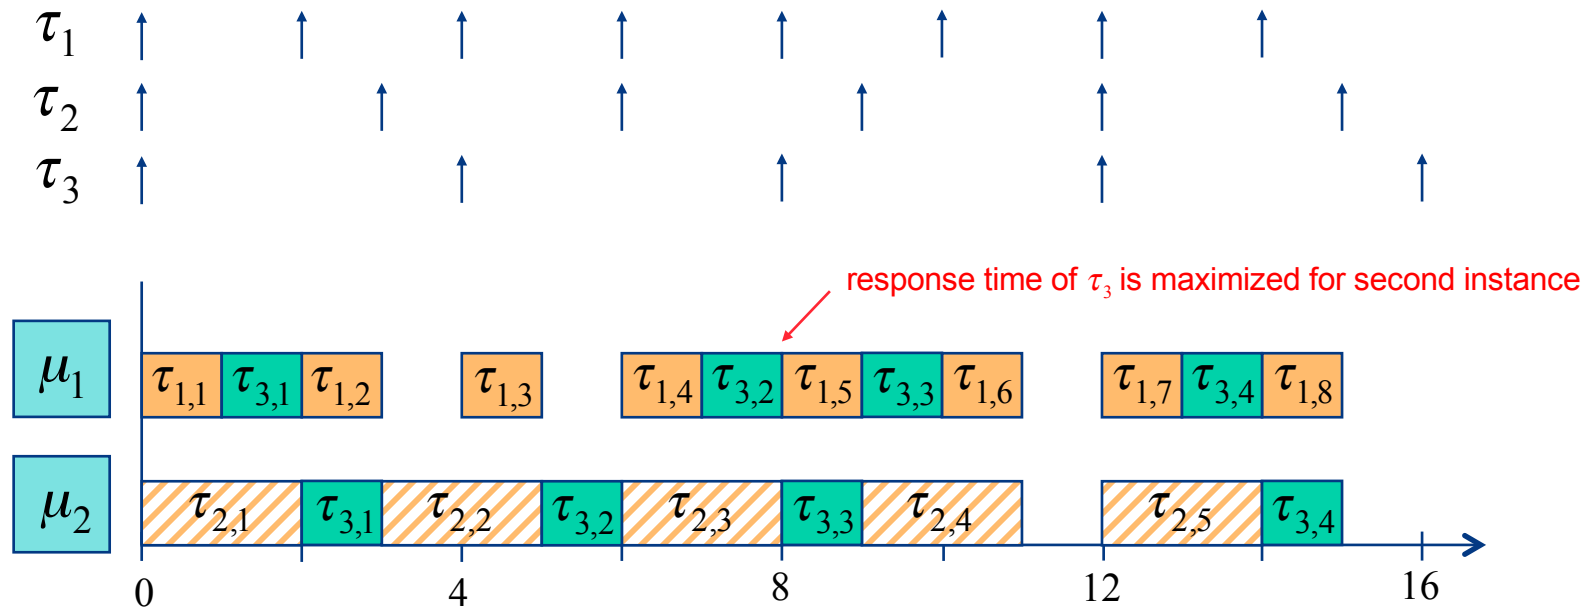 τ1
τ2
τ3
response time of τ3 is maximized for second instance
μ1 τ1,1 τ3,1 τ1,2 τ1,3 τ1,4 τ3,2 τ1,5 τ3,3 τ1,6 τ1,7 τ3,4 τ1,8
μ2 τ2,1 τ3,1 τ2,2 τ3,2 τ2,3 τ3,3 τ2,4 τ2,5 τ3,4
0 4 8 12 16